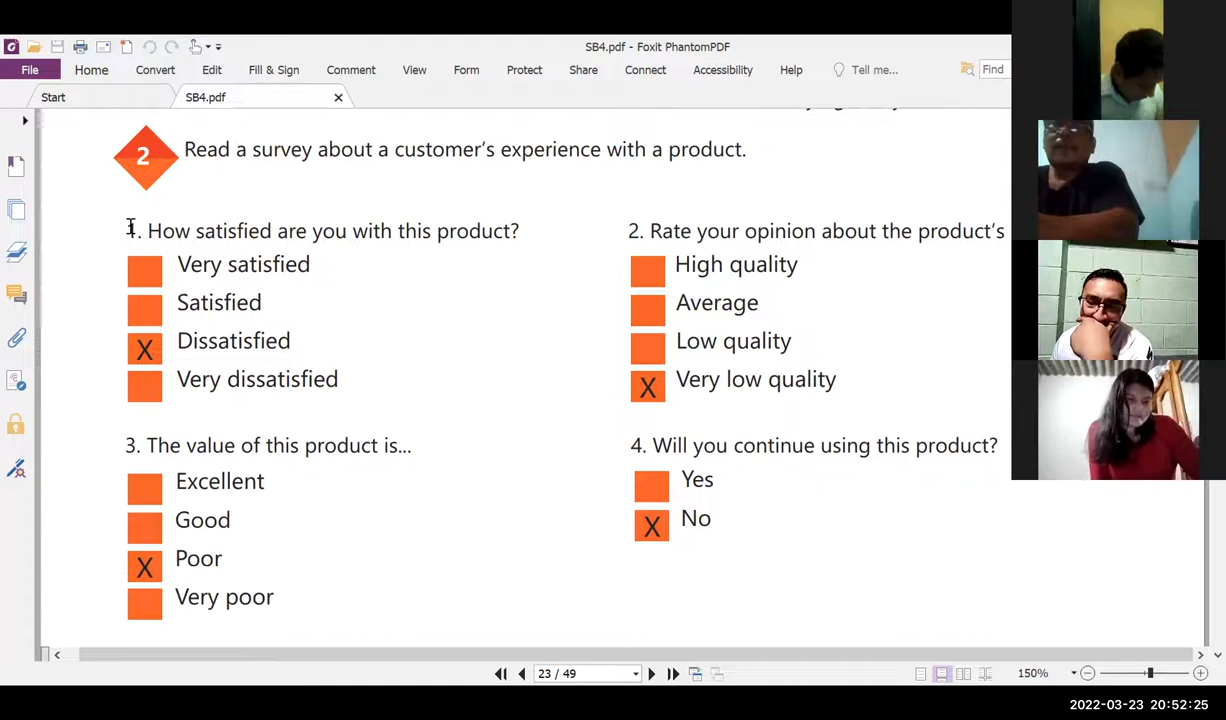 SB4.pdf - Foxit PhantomPDF
File Home Convert Edit Fill & Sign Comment View Form Protect Share Connect Accessibility Help Tell me... Find
Start SB4.pdf
2 Read a survey about a customer's experience with a product.
1. How satisfied are you with this product?
Very satisfied
Satisfied
X Dissatisfied
Very dissatisfied
2. Rate your opinion about the product's
High quality
Average
Low quality
X Very low quality
3. The value of this product is...
Excellent
Good
X Poor
Very poor
4. Will you continue using this product?
Yes
X No
23 / 49 150%
2022-03-23 20:52:25